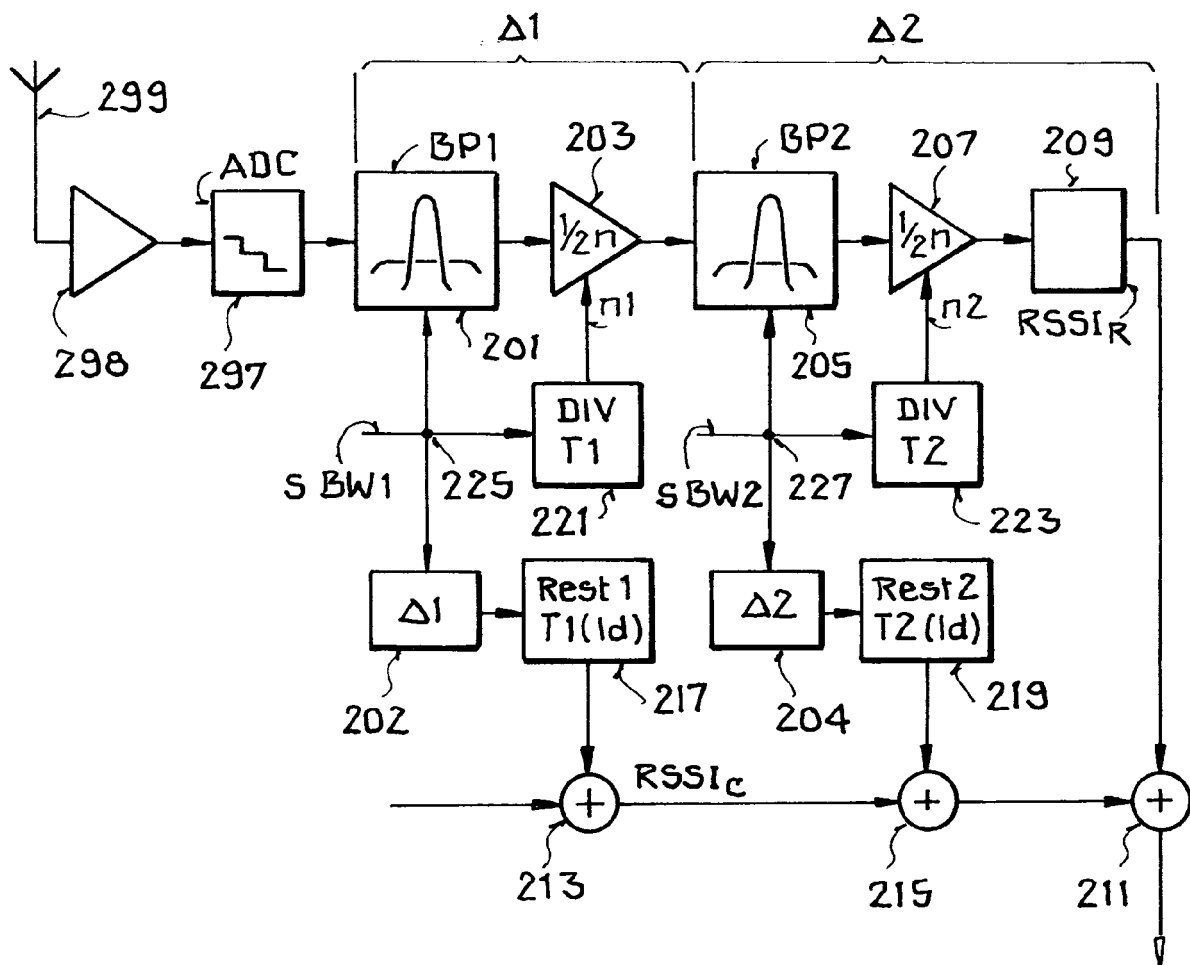 Δ1
Δ2
299
ADC
BP1
203
BP2
207
209
1/2n
1/2n
n1
n2
RSSI_R
298
297
201
205
DIV
T1
DIV
T2
S BW1
225
221
S BW2
227
223
Δ1
Rest 1
T1(ld)
Δ2
Rest 2
T2(ld)
202
217
204
219
+
RSSI_C
+
+
213
215
211